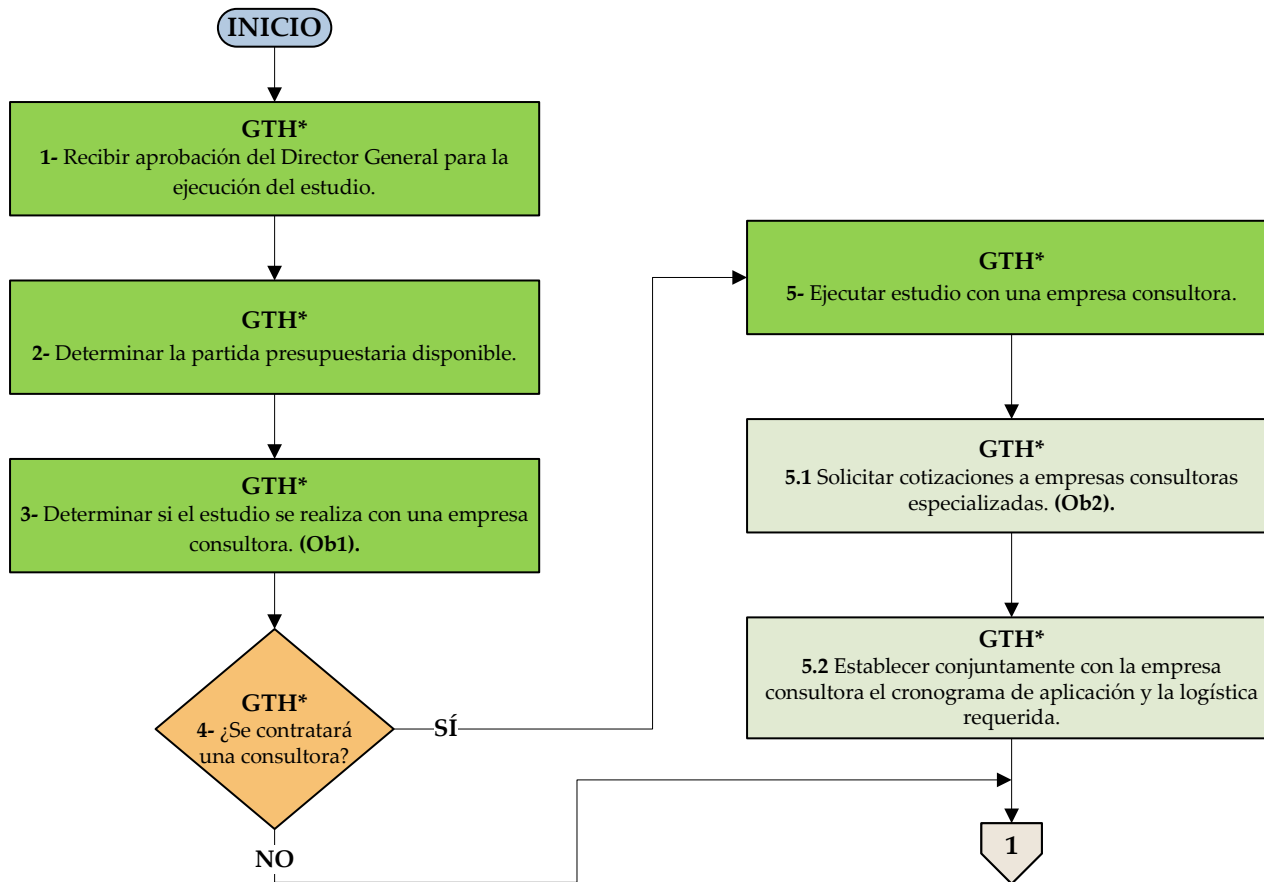 INICIO
GTH*
1- Recibir aprobación del Director General para la
ejecución del estudio.
GTH*
2- Determinar la partida presupuestaria disponible.
GTH*
3- Determinar si el estudio se realiza con una empresa
consultora. (Ob1).
GTH*
4- ¿Se contratará
una consultora?
SÍ
NO
GTH*
5- Ejecutar estudio con una empresa consultora.
GTH*
5.1 Solicitar cotizaciones a empresas consultoras
especializadas. (Ob2).
GTH*
5.2 Establecer conjuntamente con la empresa
consultora el cronograma de aplicación y la logística
requerida.
1